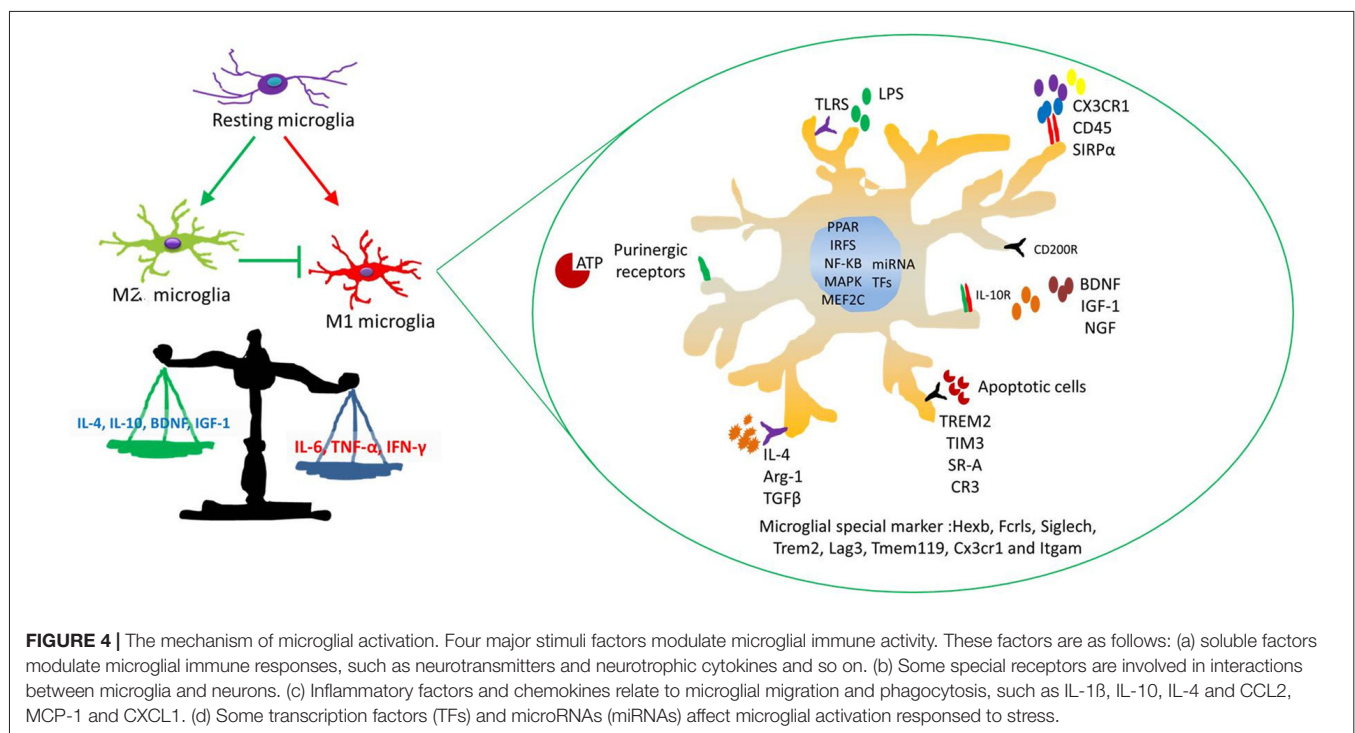 Resting microglia
M2 microglia
M1 microglia
IL-4, IL-10, BDNF, IGF-1
IL-6, TNF-α, IFN-γ
TLRS
LPS
CX3CR1
CD45
SIRPα
ATP
Purinergic
receptors
PPAR
IRFS
NF-KB
MAPK
MEF2C
miRNA
TFs
CD200R
IL-10R
BDNF
IGF-1
NGF
Apoptotic cells
TREM2
TIM3
SR-A
CR3
IL-4
Arg-1
TGFβ
Microglial special marker :Hexb, Fcrls, Siglech,
Trem2, Lag3, Tmem119, Cx3cr1 and Itgam
FIGURE 4 | The mechanism of microglial activation. Four major stimuli factors modulate microglial immune activity. These factors are as follows: (a) soluble factors
modulate microglial immune responses, such as neurotransmitters and neurotrophic cytokines and so on. (b) Some special receptors are involved in interactions
between microglia and neurons. (c) Inflammatory factors and chemokines relate to microglial migration and phagocytosis, such as IL-1ß, IL-10, IL-4 and CCL2,
MCP-1 and CXCL1. (d) Some transcription factors (TFs) and microRNAs (miRNAs) affect microglial activation responsed to stress.